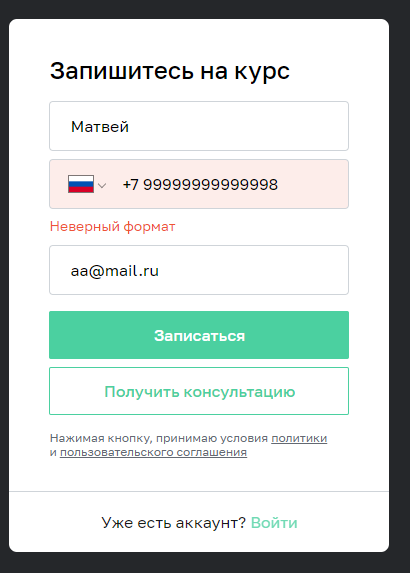 Запишитесь на курс
Матвей
+7 99999999999998
Неверный формат
aa@mail.ru
Записаться
Получить консультацию
Нажимая кнопку, принимаю условия политики
и пользовательского соглашения
Уже есть аккаунт? Войти